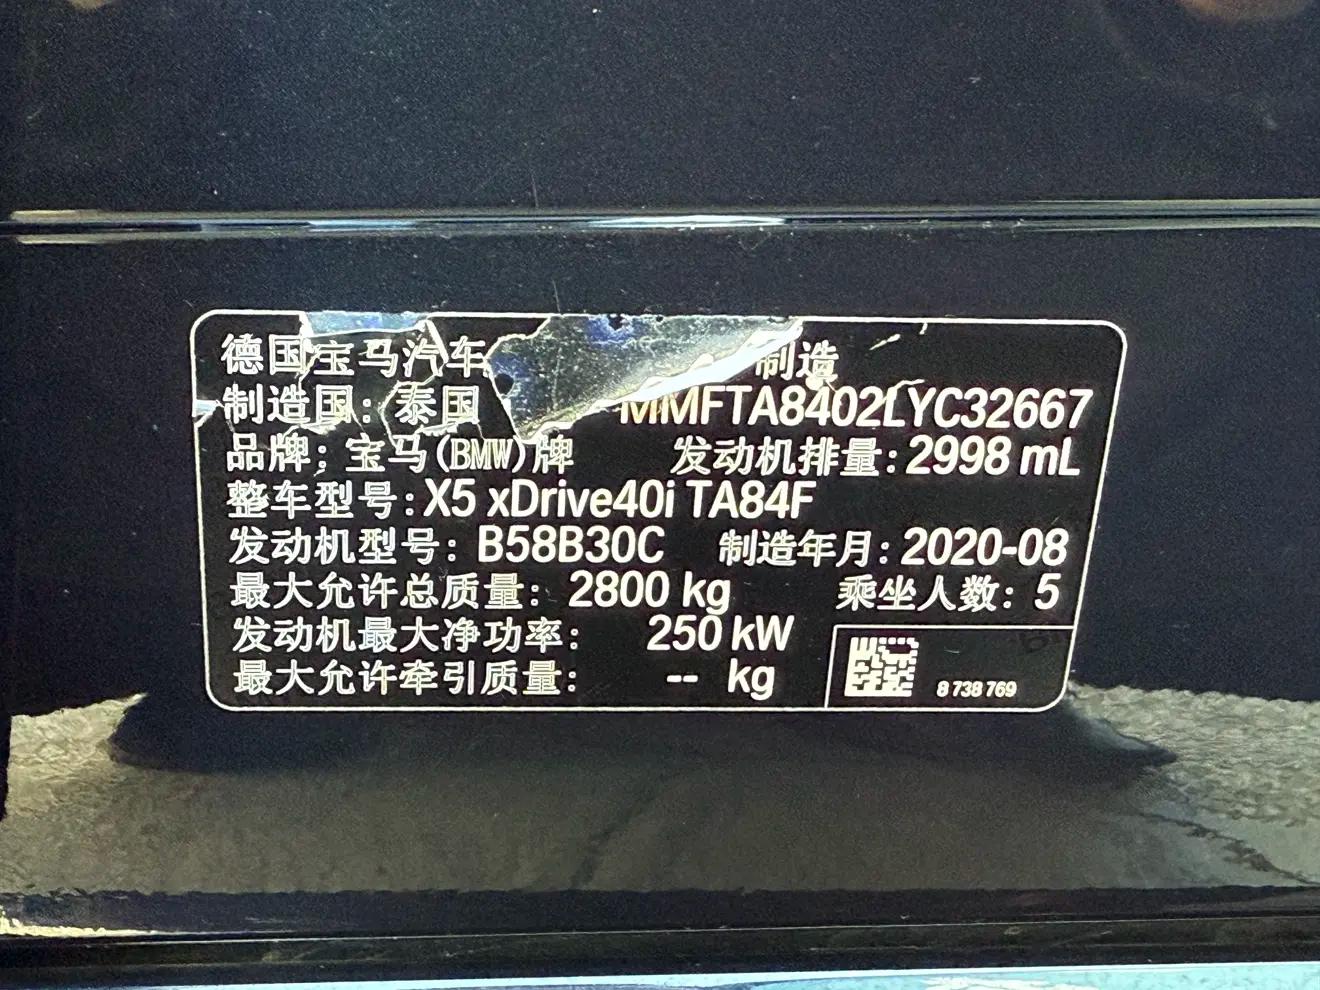 德国宝马汽车 制造
制造国：泰国 MMFTA8402LYC32667
品牌：宝马(BMW)牌 发动机排量：2998 mL
整车型号：X5 xDrive40i TA84F
发动机型号：B58B30C 制造年月：2020-08
最大允许总质量：2800 kg 乘坐人数：5
发动机最大净功率：250 kW
最大允许牵引质量：-- kg
8 738 769